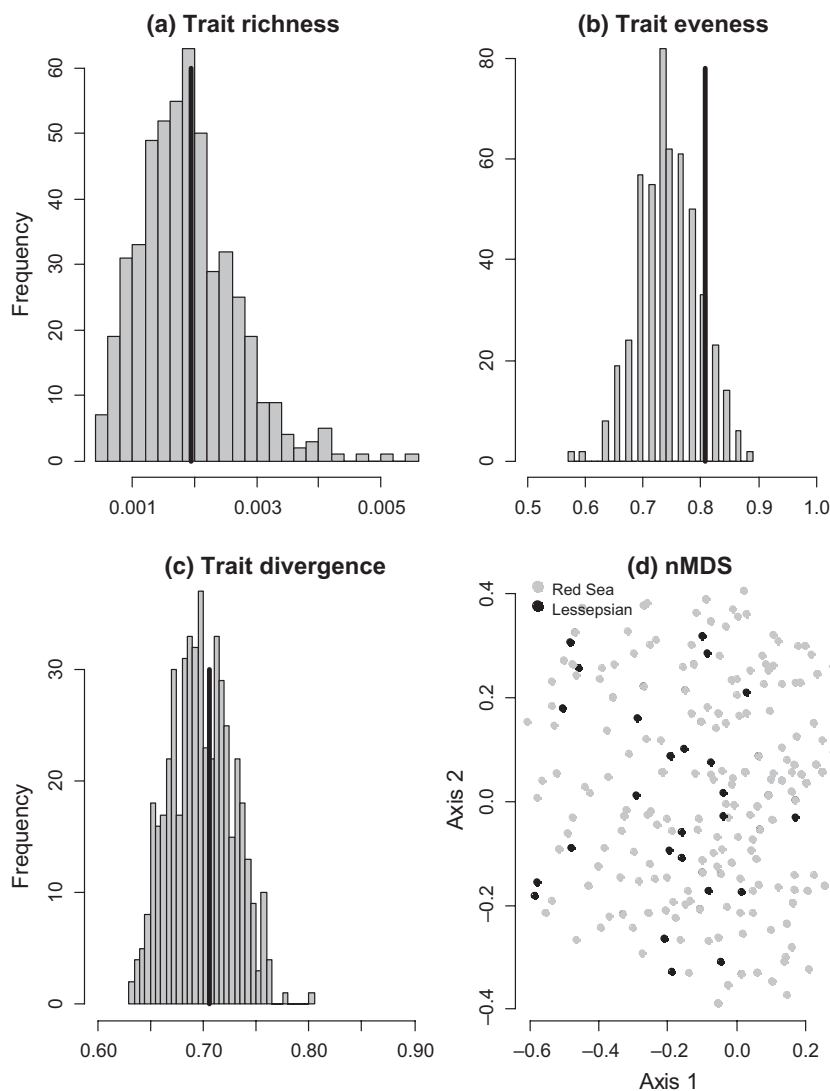 (a) Trait richness
Frequency
0 10 20 30 40 50 60
0.001 0.003 0.005
(b) Trait eveness
0 20 40 60 80
0.5 0.6 0.7 0.8 0.9 1.0
(c) Trait divergence
Frequency
0 10 20 30
0.60 0.70 0.80 0.90
(d) nMDS
Red Sea
Lessepsian
Axis 2
−0.4 −0.2 0.0 0.2 0.4
−0.6 −0.4 −0.2 0.0 0.2
Axis 1